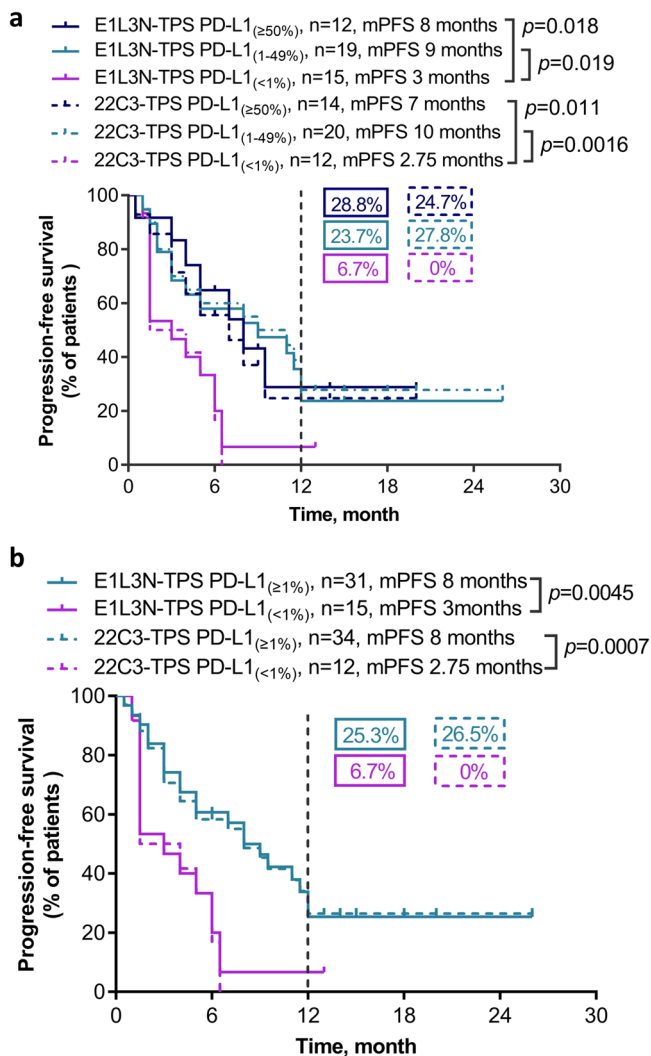 a
E1L3N-TPS PD-L1(≥50%), n=12, mPFS 8 months
E1L3N-TPS PD-L1(1-49%), n=19, mPFS 9 months
E1L3N-TPS PD-L1(<1%), n=15, mPFS 3 months
p=0.018
p=0.019
22C3-TPS PD-L1(≥50%), n=14, mPFS 7 months
22C3-TPS PD-L1(1-49%), n=20, mPFS 10 months
22C3-TPS PD-L1(<1%), n=12, mPFS 2.75 months
p=0.011
p=0.0016
Progression-free survival
(% of patients)
100
80
60
40
20
0
28.8% 24.7%
23.7% 27.8%
6.7% 0%
0 6 12 18 24 30
Time, month
b
E1L3N-TPS PD-L1(≥1%), n=31, mPFS 8 months
E1L3N-TPS PD-L1(<1%), n=15, mPFS 3months
p=0.0045
22C3-TPS PD-L1(≥1%), n=34, mPFS 8 months
22C3-TPS PD-L1(<1%), n=12, mPFS 2.75 months
p=0.0007
Progression-free survival
(% of patients )
100
80
60
40
20
0
25.3% 26.5%
6.7% 0%
0 6 12 18 24 30
Time, month